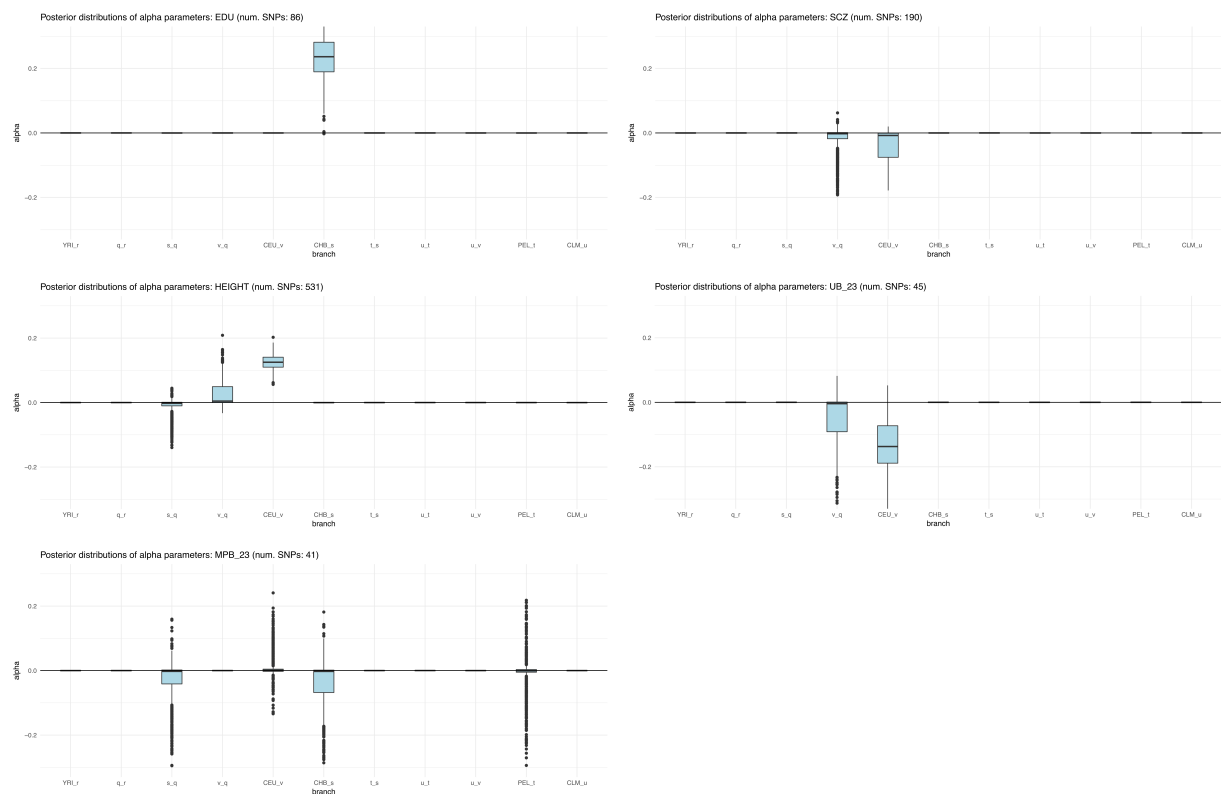 Posterior distributions of alpha parameters: EDU (num. SNPs: 86)
0.2
0.0
−0.2
alpha
YRI_r q_r s_q v_q CEU_v CHB_s t_s u_t u_v PEL_t CLM_u
branch
Posterior distributions of alpha parameters: SCZ (num. SNPs: 190)
0.2
0.0
−0.2
alpha
YRI_r q_r s_q v_q CEU_v CHB_s t_s u_t u_v PEL_t CLM_u
branch
Posterior distributions of alpha parameters: HEIGHT (num. SNPs: 531)
0.2
0.0
−0.2
alpha
YRI_r q_r s_q v_q CEU_v CHB_s t_s u_t u_v PEL_t CLM_u
branch
Posterior distributions of alpha parameters: UB_23 (num. SNPs: 45)
0.2
0.0
−0.2
alpha
YRI_r q_r s_q v_q CEU_v CHB_s t_s u_t u_v PEL_t CLM_u
branch
Posterior distributions of alpha parameters: MPB_23 (num. SNPs: 41)
0.2
0.0
−0.2
alpha
YRI_r q_r s_q v_q CEU_v CHB_s t_s u_t u_v PEL_t CLM_u
branch